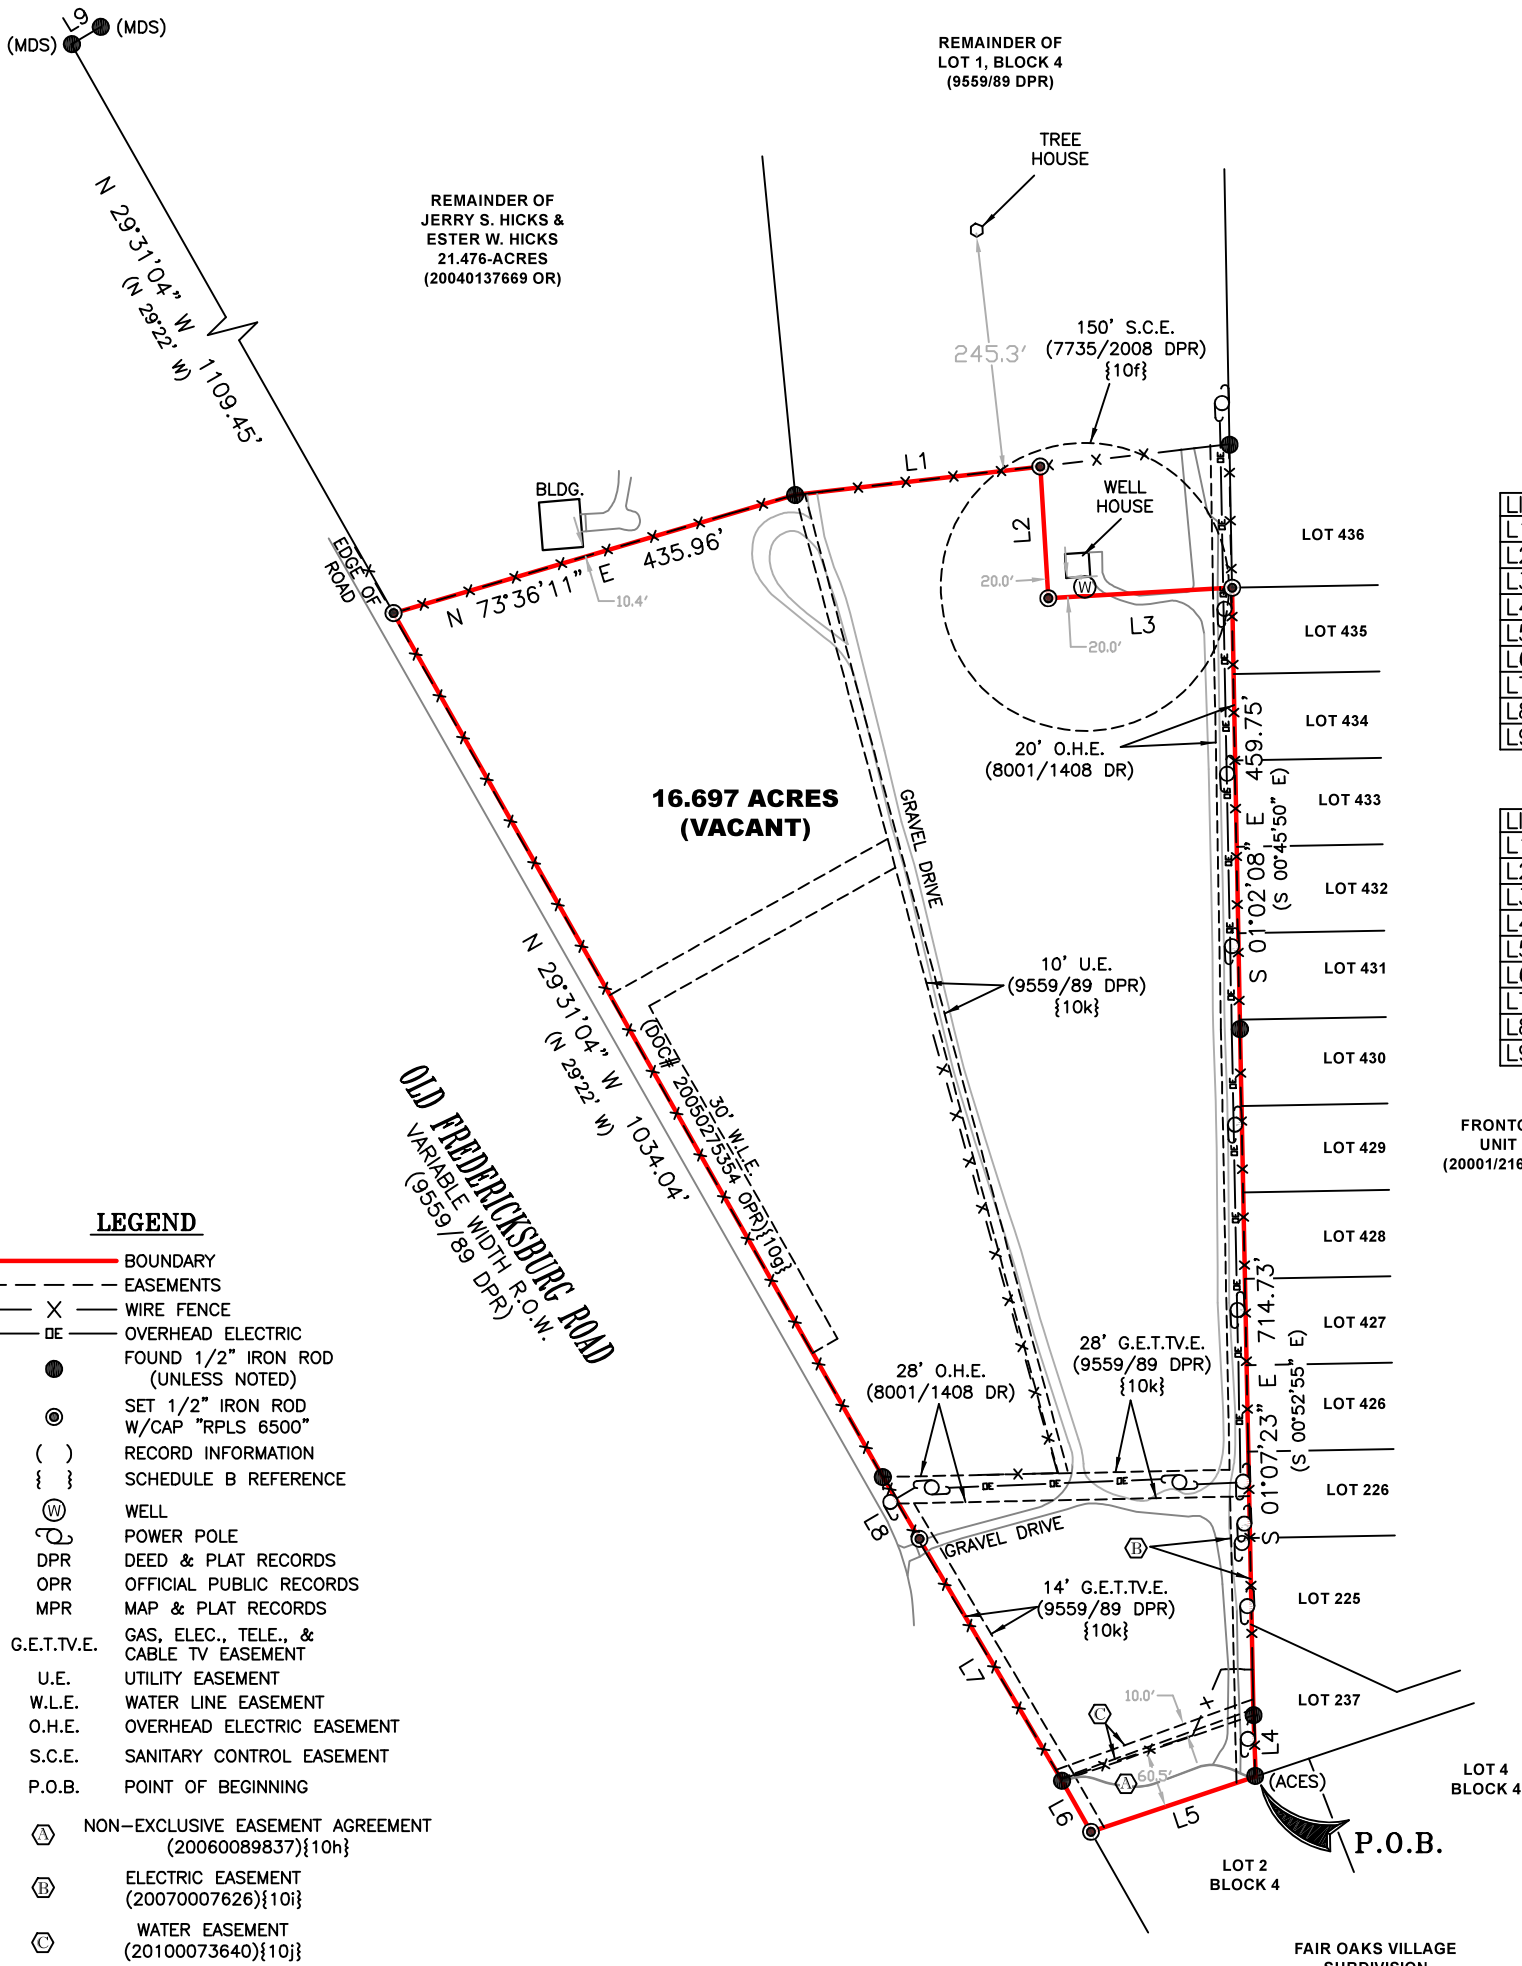 L9
(MDS)
(MDS)
REMAINDER OF
LOT 1, BLOCK 4
(9559/89 DPR)
TREE
HOUSE
REMAINDER OF
JERRY S. HICKS &
ESTER W. HICKS
21.476-ACRES
(20040137669 OR)
N 29°31'04" W 1109.45'
(N 29°22' W)
245.3'
150' S.C.E.
(7735/2008 DPR)
{10f}
L1
BLDG.
WELL
HOUSE
L2
EDGE OF
ROAD
N 73°36'11" E 435.96'
10.4'
20.0'
W
L3
20.0'
LOT 436
LOT 435
LOT 434
LOT 433
LOT 432
LOT 431
LOT 430
LOT 429
LOT 428
LOT 427
LOT 426
LOT 226
LOT 225
LOT 237
20' O.H.E.
(8001/1408 DR)
S 01°02'08" E 459.75'
(S 00°45'50" E)
16.697 ACRES
(VACANT)
GRAVEL DRIVE
10' U.E.
(9559/89 DPR)
{10k}
N 29°31'04" W 1034.04'
(N 29°22' W)
30' W.L.E.
(DOC# 20050275354 OPR){10g}
OLD FREDERICKSBURG ROAD
VARIABLE WIDTH R.O.W.
(9559/89 DPR)
FRONTO
UNIT
(20001/216
S 01°07'23" E 714.73'
(S 00°52'55" E)
28' O.H.E.
(8001/1408 DR)
28' G.E.T.TV.E.
(9559/89 DPR)
{10k}
OE
L8
GRAVEL DRIVE
B
14' G.E.T.TV.E.
(9559/89 DPR)
{10k}
L7
10.0'
C
L4
A
60.5'
(ACES)
L6
L5
P.O.B.
LOT 4
BLOCK 4
LOT 2
BLOCK 4
FAIR OAKS VILLAGE
SUBDIVISION
LEGEND
BOUNDARY
EASEMENTS
X WIRE FENCE
OE OVERHEAD ELECTRIC
FOUND 1/2" IRON ROD
(UNLESS NOTED)
SET 1/2" IRON ROD
W/CAP "RPLS 6500"
( ) RECORD INFORMATION
{ } SCHEDULE B REFERENCE
W WELL
POWER POLE
DPR DEED & PLAT RECORDS
OPR OFFICIAL PUBLIC RECORDS
MPR MAP & PLAT RECORDS
G.E.T.TV.E. GAS, ELEC., TELE., &
CABLE TV EASEMENT
U.E. UTILITY EASEMENT
W.L.E. WATER LINE EASEMENT
O.H.E. OVERHEAD ELECTRIC EASEMENT
S.C.E. SANITARY CONTROL EASEMENT
P.O.B. POINT OF BEGINNING
A NON-EXCLUSIVE EASEMENT AGREEMENT
(20060089837){10h}
B ELECTRIC EASEMENT
(20070007626){10i}
C WATER EASEMENT
(20100073640){10j}